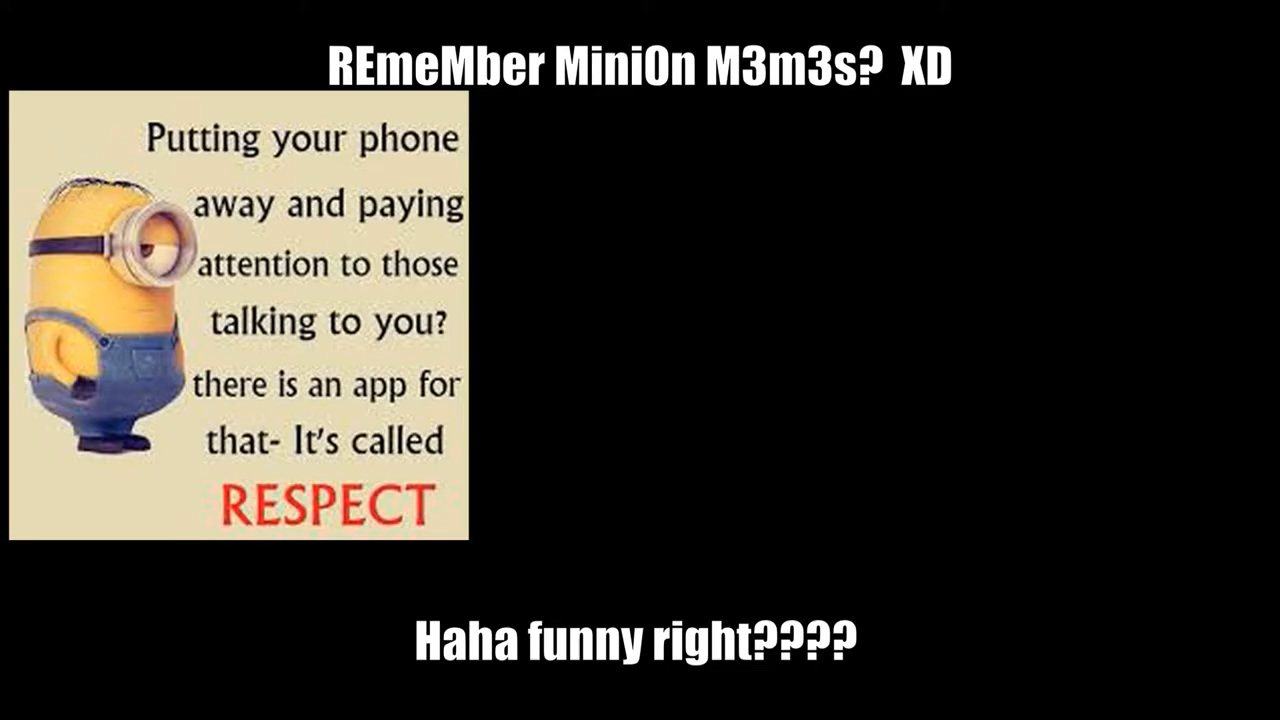 REmeMber Mini0n M3m3s? XD
Putting your phone
away and paying
attention to those
talking to you?
there is an app for
that- It's called
RESPECT
Haha funny right????